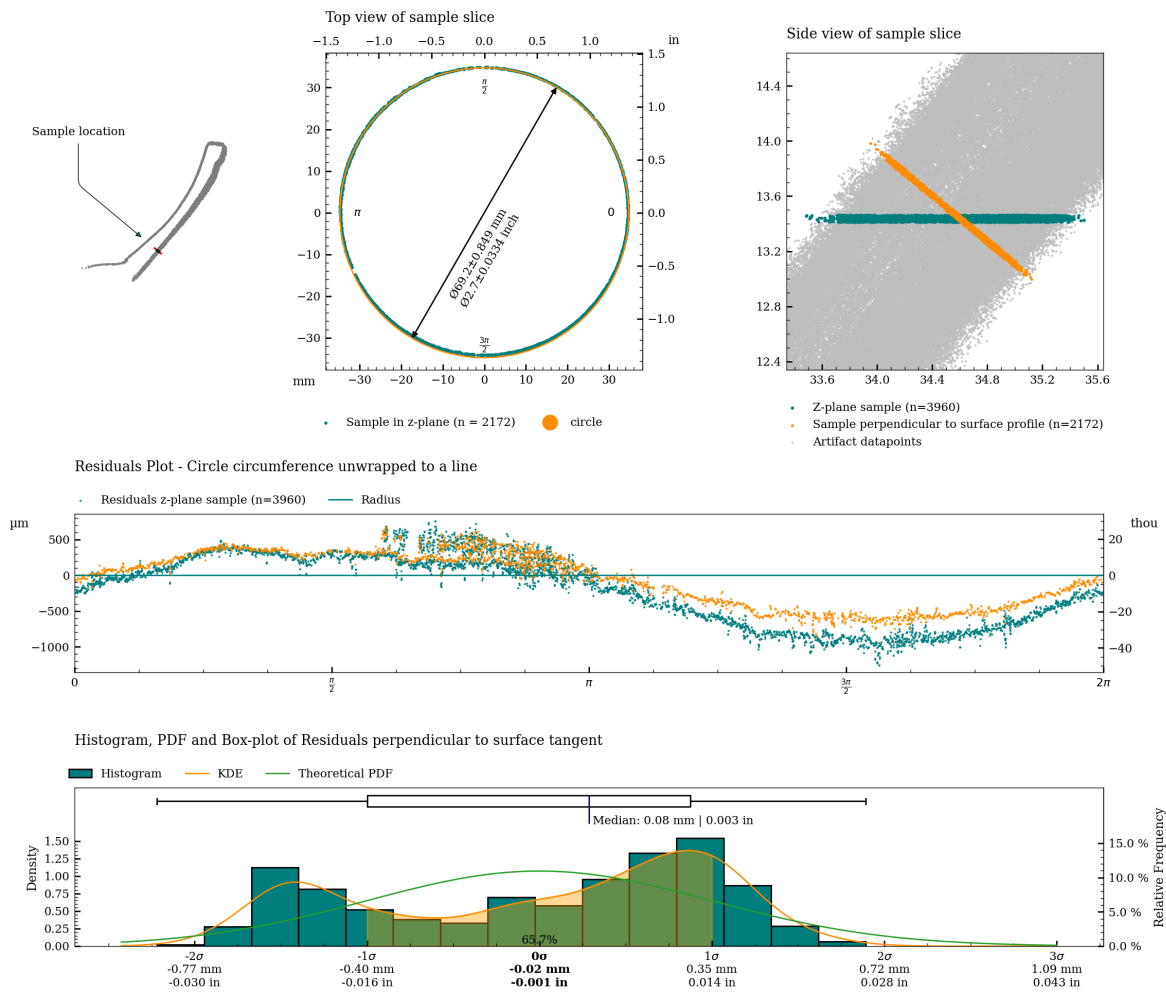 Top view of sample slice
−1.5 −1.0 −0.5 0.0 0.5 1.0 in
Side view of sample slice
Sample location
1.5
1.0
0.5
0.0
−0.5
−1.0
30
20
10
0
−10
−20
−30
π/2
π
0
3π/2
Ø69.2±0.849 mm
Ø2.7±0.0334 inch
mm −30 −20 −10 0 10 20 30
14.4
14.0
13.6
13.2
12.8
12.4
33.6 34.0 34.4 34.8 35.2 35.6
Sample in z-plane (n = 2172) circle
Z-plane sample (n=3960)
Sample perpendicular to surface profile (n=2172)
Artifact datapoints
Residuals Plot - Circle circumference unwrapped to a line
Residuals z-plane sample (n=3960) Radius
µm
500
0
−500
−1000
thou
20
0
−20
−40
0 π/2 π 3π/2 2π
Histogram, PDF and Box-plot of Residuals perpendicular to surface tangent
Histogram KDE Theoretical PDF
Median: 0.08 mm | 0.003 in
Density
1.50
1.25
1.00
0.75
0.50
0.25
0.00
Relative Frequency
15.0 %
10.0 %
5.0 %
0.0 %
65.7%
-2σ -1σ 0σ 1σ 2σ 3σ
-0.77 mm -0.40 mm -0.02 mm 0.35 mm 0.72 mm 1.09 mm
-0.030 in -0.016 in -0.001 in 0.014 in 0.028 in 0.043 in